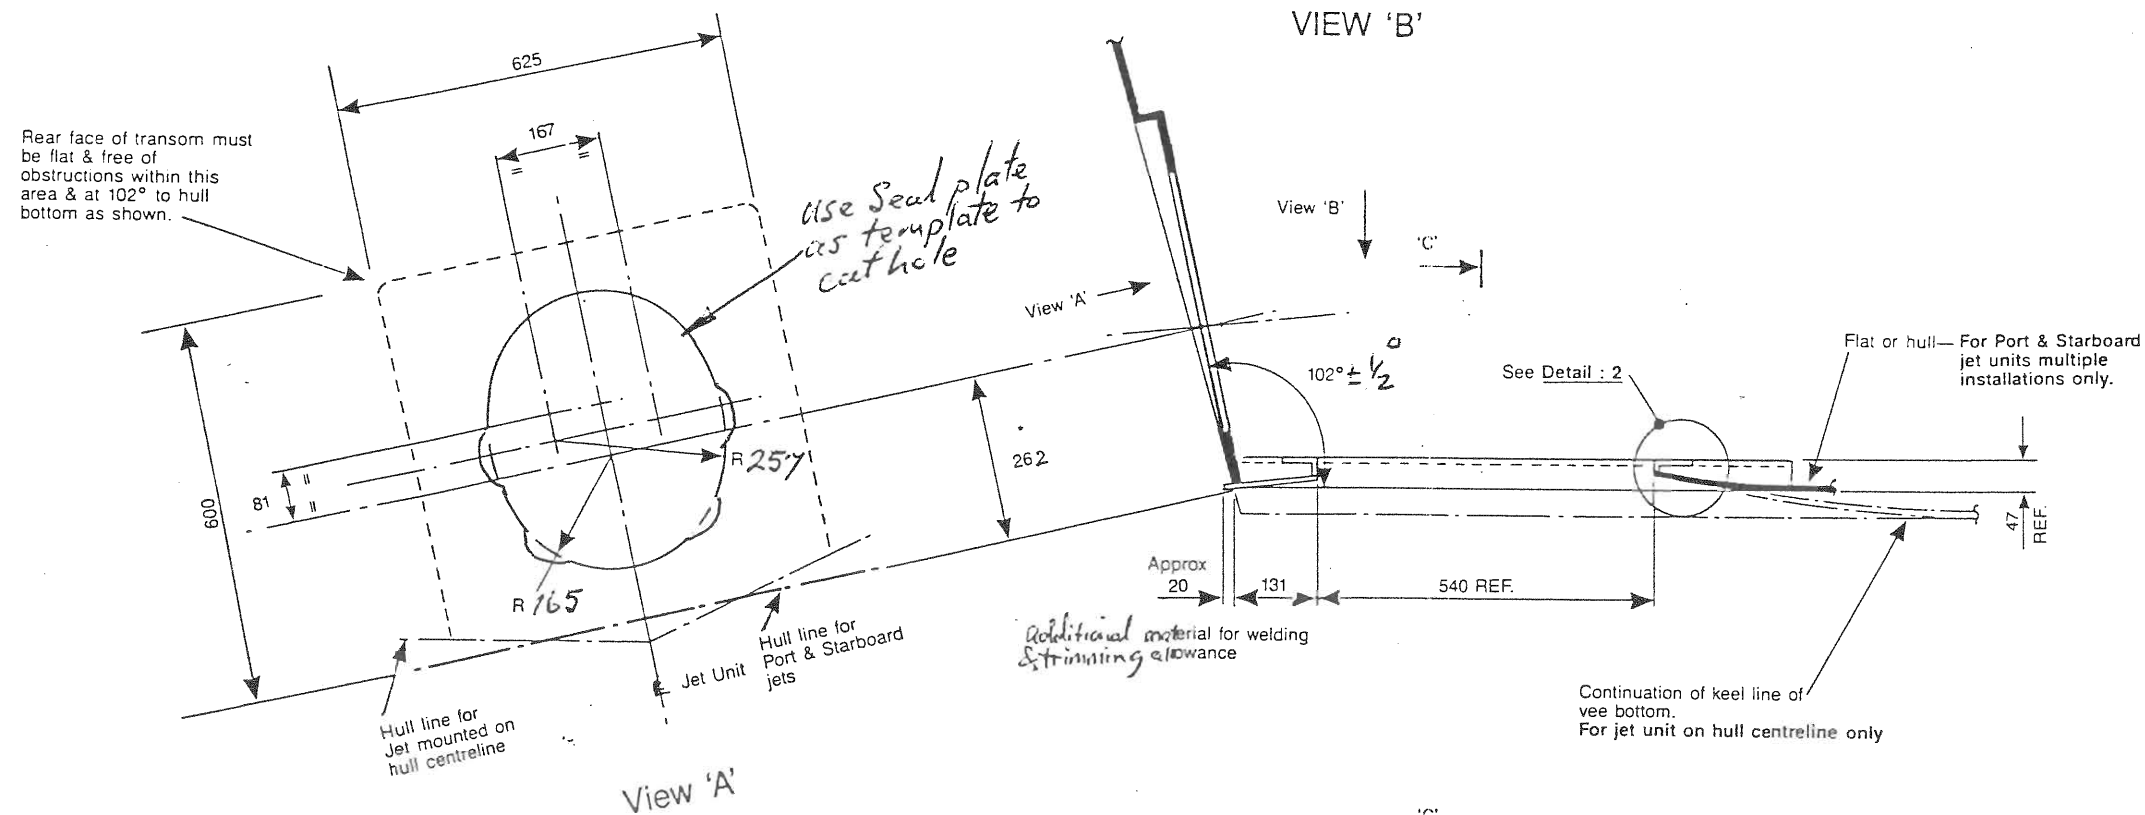 VIEW 'B'
625
167
=
=
Rear face of transom must
be flat & free of
obstructions within this
area & at 102° to hull
bottom as shown.
use Seal plate
as template to
cut hole
View 'B'
'C'
View 'A'
102° ± 1/2°
See Detail : 2
Flat or hull— For Port & Starboard
jet units multiple
installations only.
R 257
262
600
81
=
=
47
REF.
R 165
Approx
20
131
540 REF.
Additional material for welding
& trimming allowance
Hull line for
Port & Starboard
jets
℄ Jet Unit
Hull line for
Jet mounted on
hull centreline
Continuation of keel line of
vee bottom.
For jet unit on hull centreline only
View 'A'
'C'